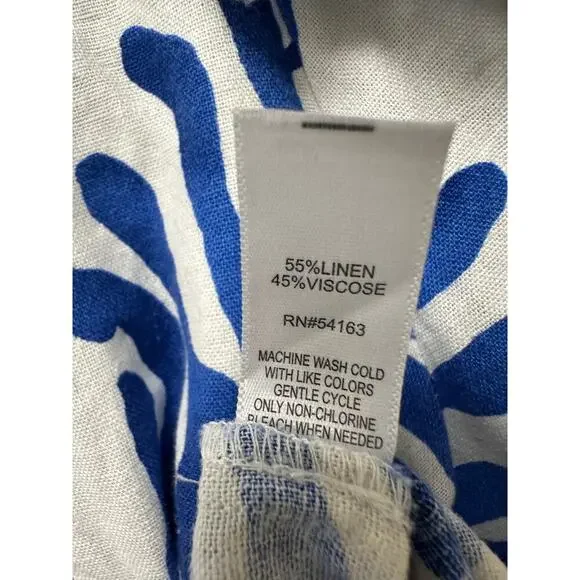 55%LINEN
45%VISCOSE
RN#54163
MACHINE WASH COLD
WITH LIKE COLORS
GENTLE CYCLE
ONLY NON-CHLORINE
BLEACH WHEN NEEDED